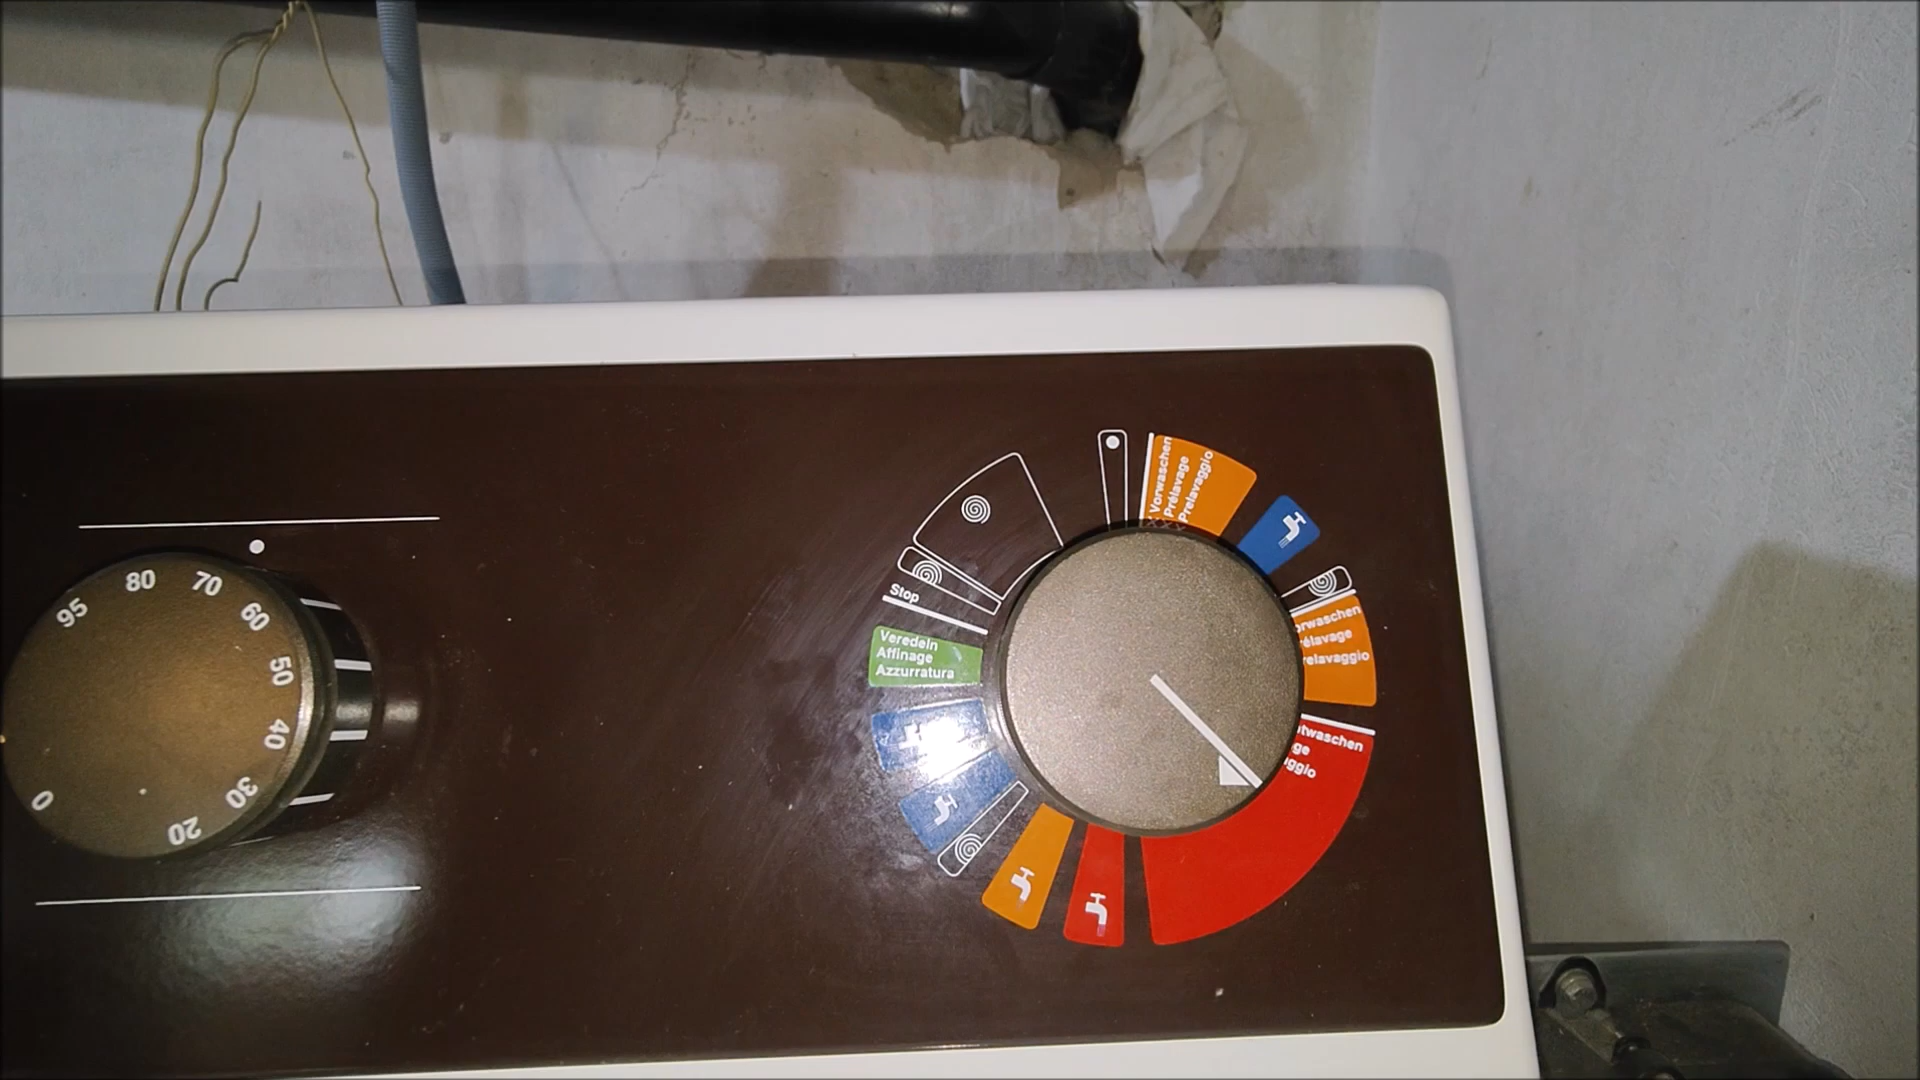 95
80
70
60
50
40
30
20
0
Vorwaschen
Prélavage
Prelavaggio
orwaschen
rélavage
relavaggio
twaschen
ge
ggio
Stop
Veredeln
Affinage
Azzurratura